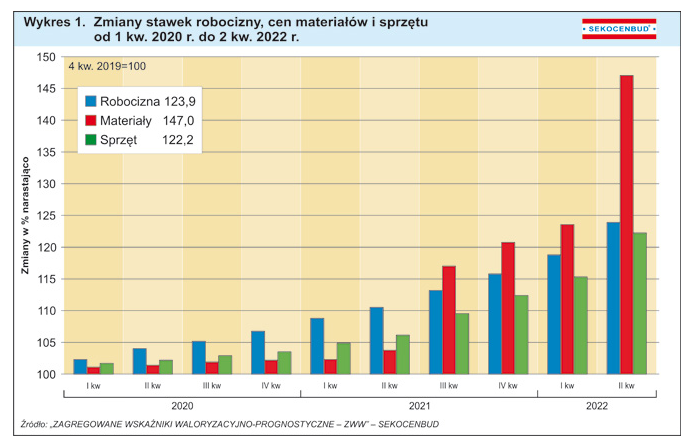 Wykres 1. Zmiany stawek robocizny, cen materiałów i sprzętu
od 1 kw. 2020 r. do 2 kw. 2022 r.
SEKOCENBUD®
4 kw. 2019=100
Robocizna 123,9
Materiały 147,0
Sprzęt 122,2
Zmiany w % narastająco
150
145
140
135
130
125
120
115
110
105
100
I kw II kw III kw IV kw I kw II kw III kw IV kw I kw II kw
2020 2021 2022
Źródło: „ZAGREGOWANE WSKAŹNIKI WALORYZACYJNO-PROGNOSTYCZNE – ZWW” – SEKOCENBUD